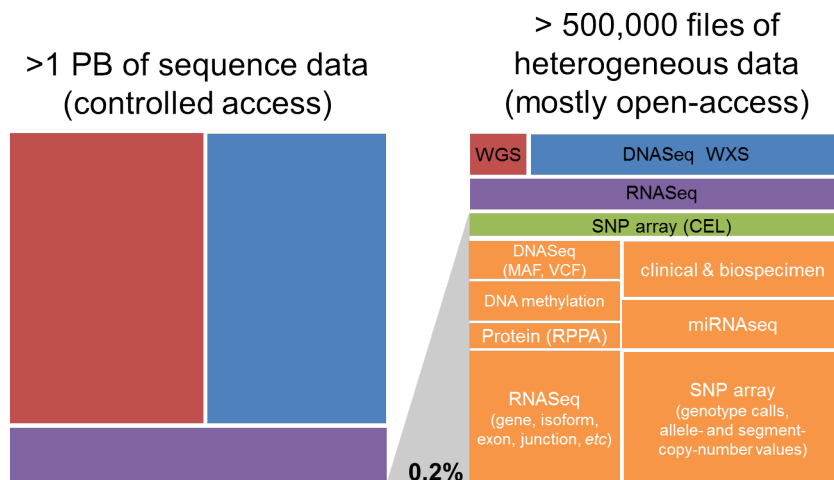 >1 PB of sequence data
(controlled access)
> 500,000 files of
heterogeneous data
(mostly open-access)
WGS
DNASeq WXS
RNASeq
SNP array (CEL)
DNASeq
(MAF, VCF)
clinical & biospecimen
DNA methylation
miRNAseq
Protein (RPPA)
RNASeq
(gene, isoform,
exon, junction, etc)
SNP array
(genotype calls,
allele- and segment-
copy-number values)
0.2%